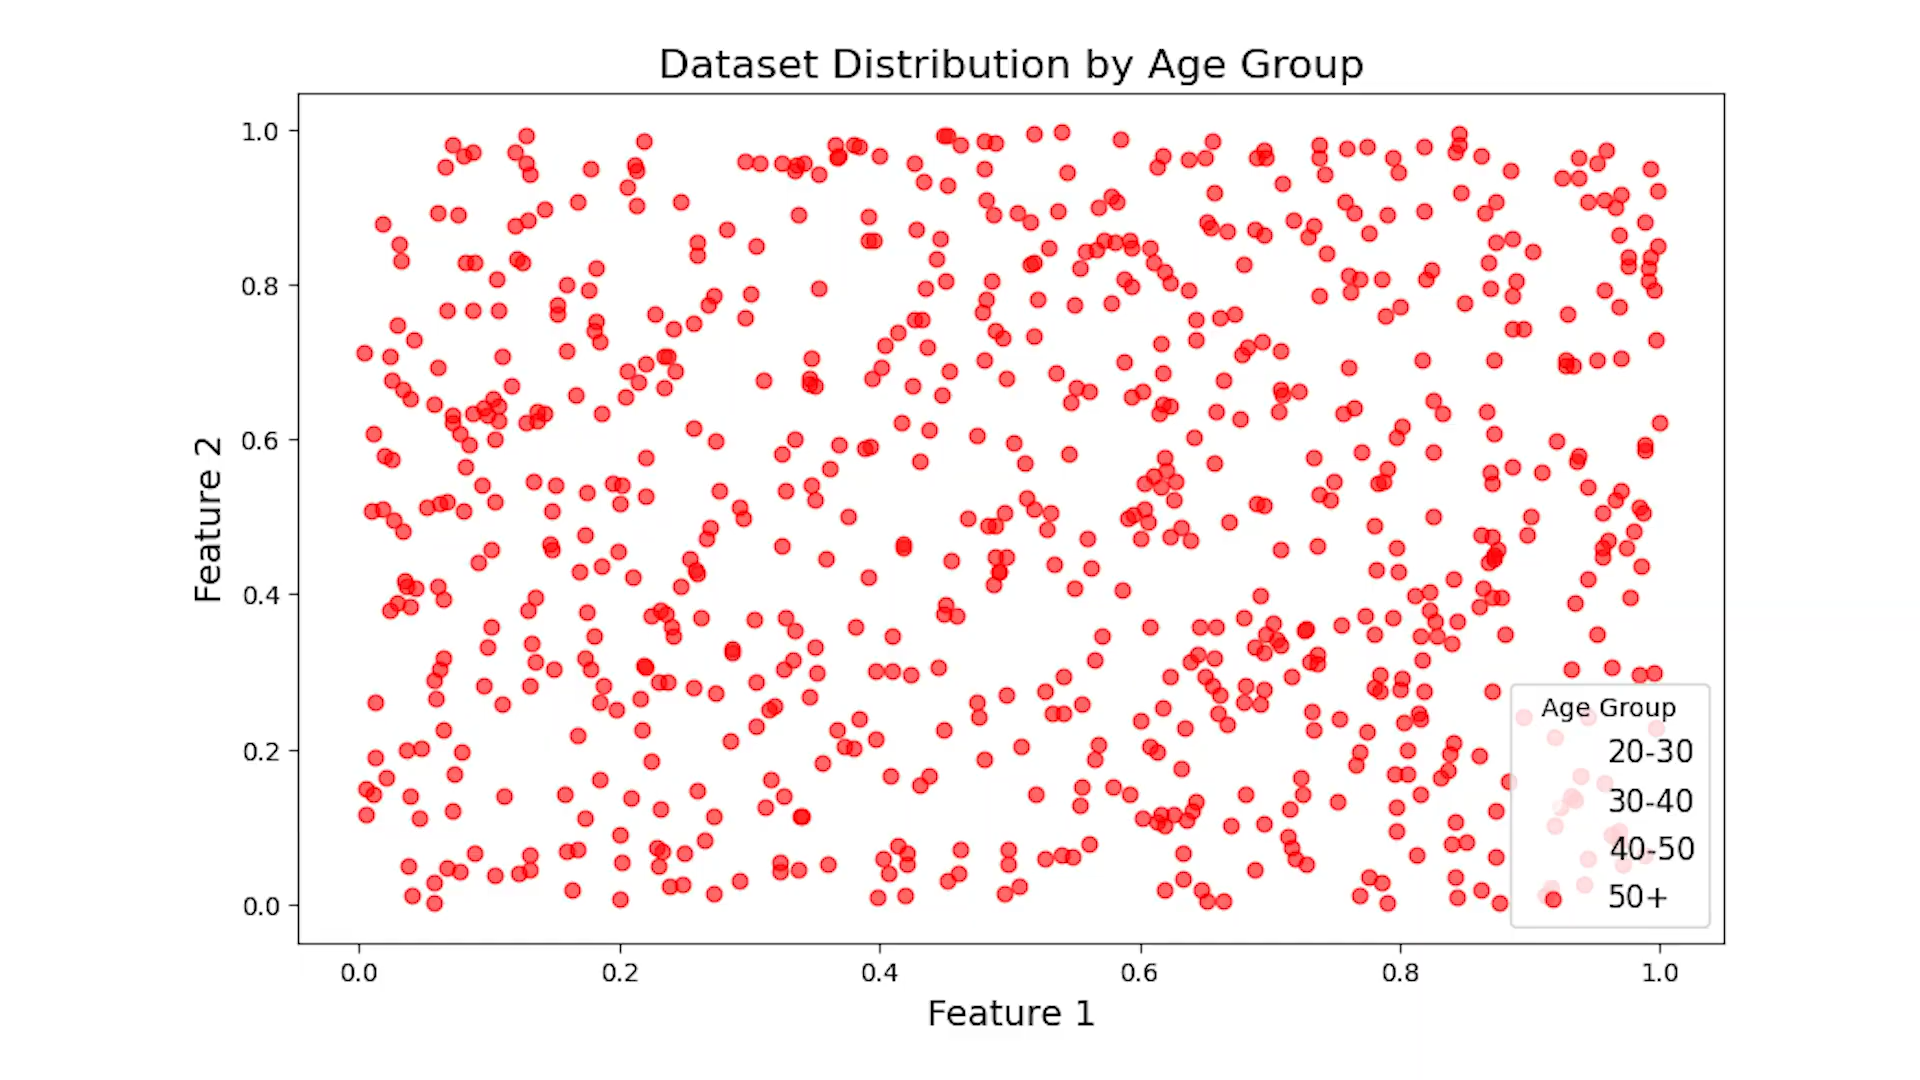 Dataset Distribution by Age Group
1.0
0.8
0.6
0.4
0.2
0.0
Feature 2
0.0 0.2 0.4 0.6 0.8 1.0
Feature 1
Age Group
20-30
30-40
40-50
50+